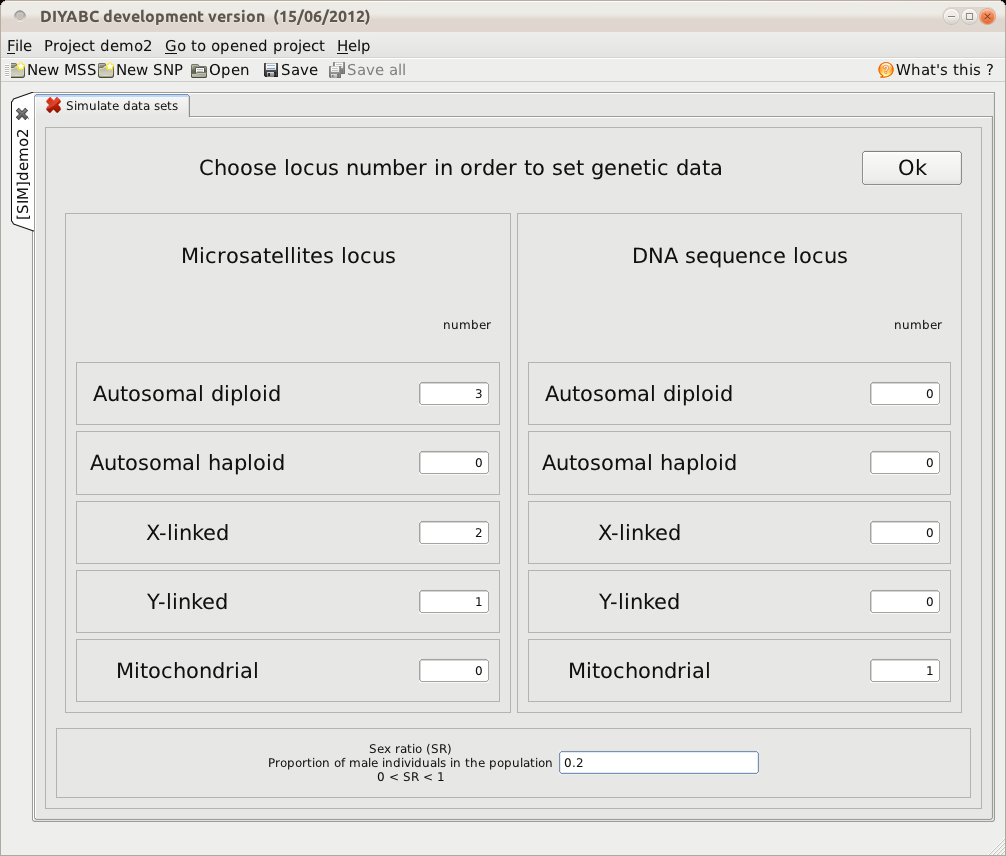 DIYABC development version  (15/06/2012)
File Project demo2 Go to opened project Help
New MSS New SNP Open Save Save all What's this ?
Simulate data sets
[SIM]demo2
Choose locus number in order to set genetic data Ok
Microsatellites locus
number
Autosomal diploid 3
Autosomal haploid 0
X-linked 2
Y-linked 1
Mitochondrial 0
DNA sequence locus
number
Autosomal diploid 0
Autosomal haploid 0
X-linked 0
Y-linked 0
Mitochondrial 1
Sex ratio (SR)
Proportion of male individuals in the population 0.2
0 < SR < 1